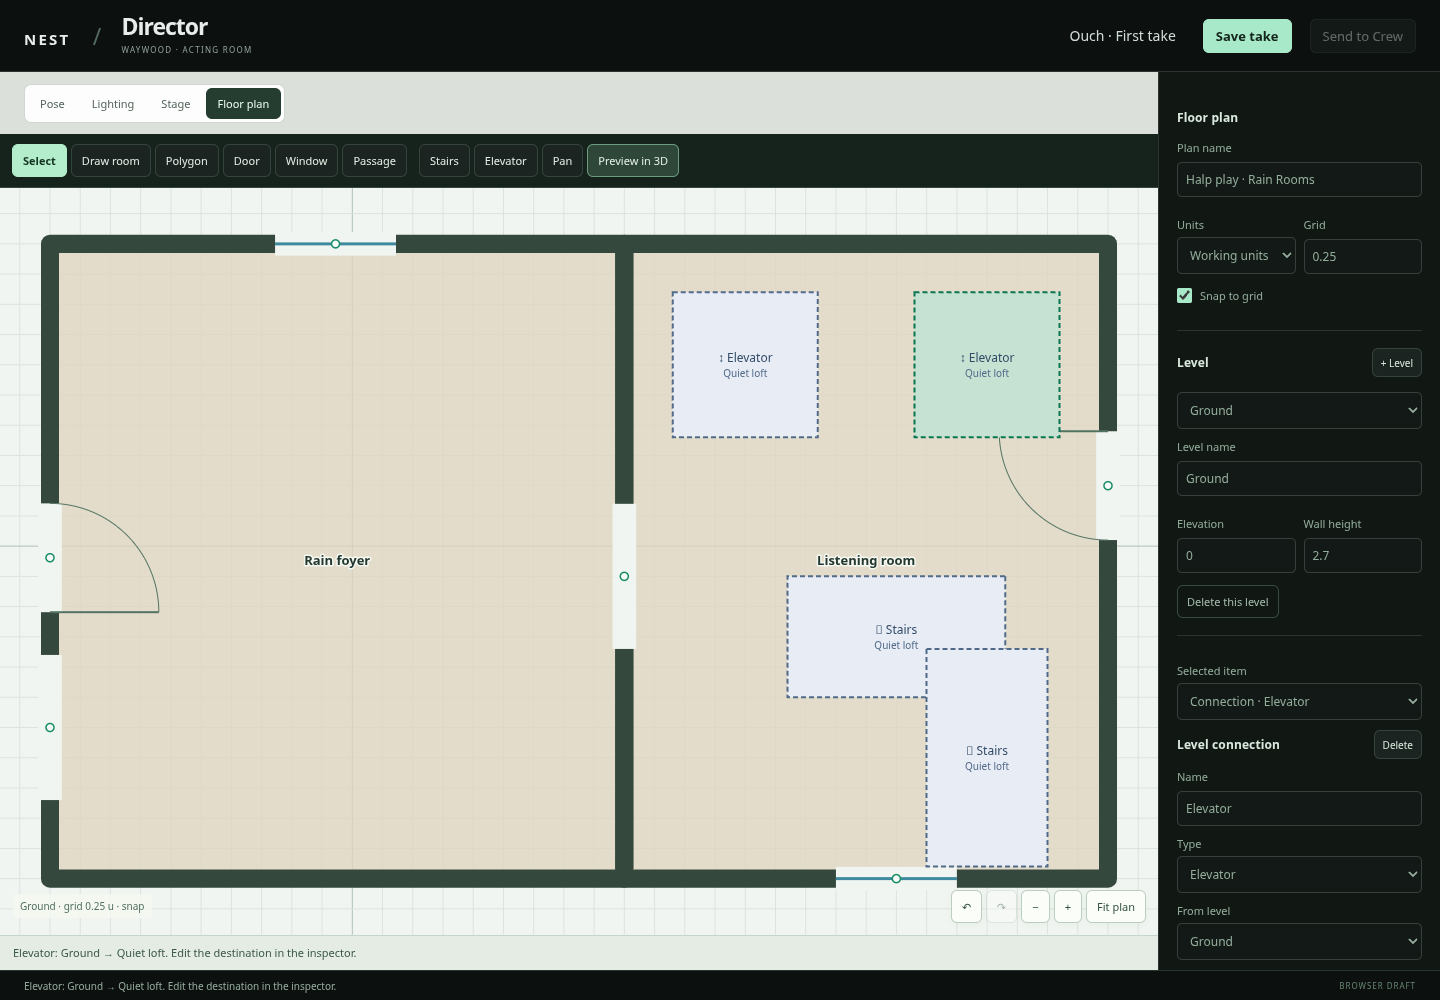 NEST / Director
WAYWOOD · ACTING ROOM
Ouch · First take
Save take
Send to Crew
Pose
Lighting
Stage
Floor plan
Select
Draw room
Polygon
Door
Window
Passage
Stairs
Elevator
Pan
Preview in 3D
↕ Elevator
Quiet loft
↕ Elevator
Quiet loft
Rain foyer
Listening room
Stairs
Quiet loft
Stairs
Quiet loft
Ground · grid 0.25 u · snap
↶
↷
−
+
Fit plan
Elevator: Ground → Quiet loft. Edit the destination in the inspector.
Floor plan
Plan name
Halp play · Rain Rooms
Units
Grid
Working units
0.25
Snap to grid
Level
+ Level
Ground
Level name
Ground
Elevation
Wall height
0
2.7
Delete this level
Selected item
Connection · Elevator
Level connection
Delete
Name
Elevator
Type
Elevator
From level
Ground
Elevator: Ground → Quiet loft. Edit the destination in the inspector.
BROWSER DRAFT